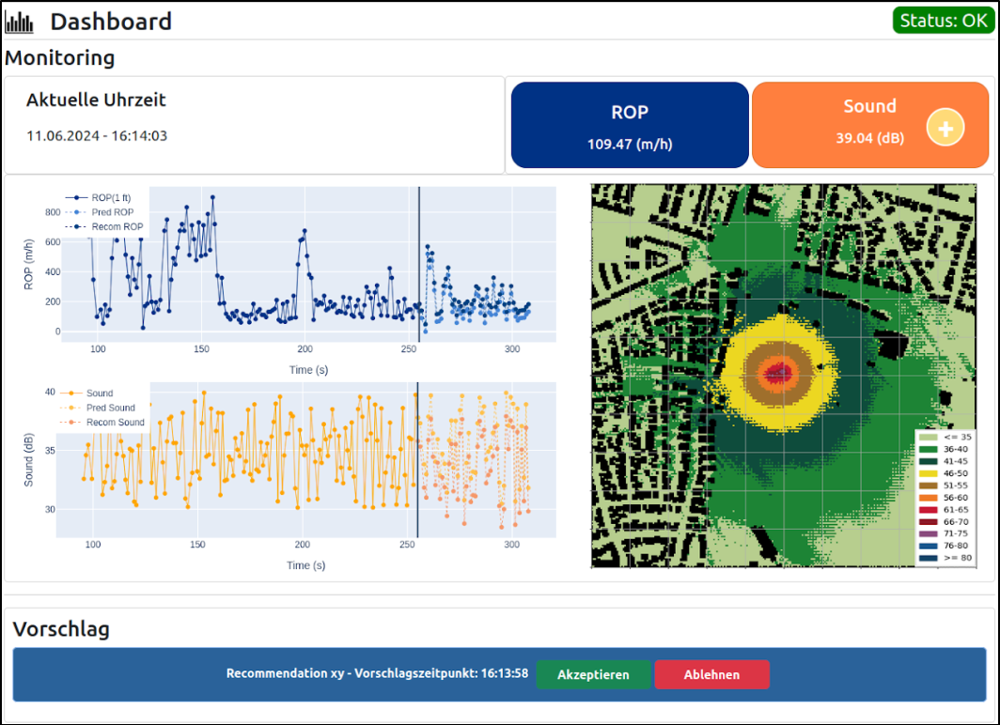 Dashboard
Status: OK
Monitoring
Aktuelle Uhrzeit
11.06.2024 - 16:14:03
ROP
109.47 (m/h)
Sound
39.04 (dB)
+
ROP(1 ft)
Pred ROP
Recom ROP
800
600
400
200
0
ROP (m/h)
100
150
200
250
300
Time (s)
Sound
Pred Sound
Recom Sound
40
35
30
Sound (dB)
100
150
200
250
300
Time (s)
<= 35
36-40
41-45
46-50
51-55
56-60
61-65
66-70
71-75
76-80
>= 80
Vorschlag
Recommendation xy - Vorschlagszeitpunkt: 16:13:58
Akzeptieren
Ablehnen